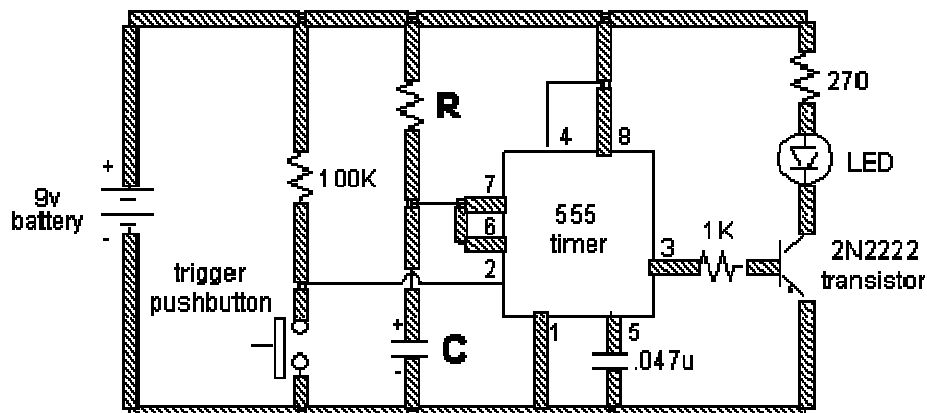 270
R
4
8
+
100K
LED
9v
battery
7
555
timer
6
1K
-
3
2N2222
transistor
2
trigger
pushbutton
+
C
1
5
-
.047u